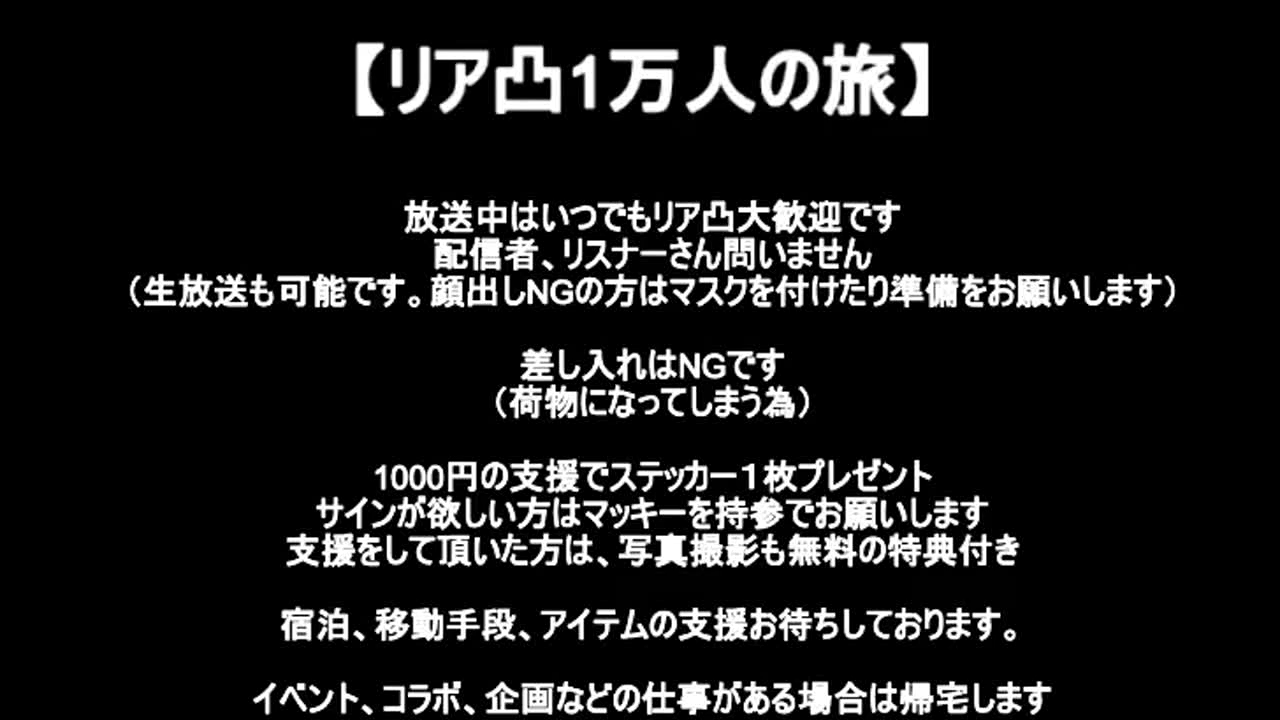 【リア凸1万人の旅】
放送中はいつでもリア凸大歓迎です
配信者、リスナーさん問いません
（生放送も可能です。顔出しNGの方はマスクを付けたり準備をお願いします）
差し入れはNGです
（荷物になってしまう為）
1000円の支援でステッカー１枚プレゼント
サインが欲しい方はマッキーを持参でお願いします
支援をして頂いた方は、写真撮影も無料の特典付き
宿泊、移動手段、アイテムの支援お待ちしております。
イベント、コラボ、企画などの仕事がある場合は帰宅します